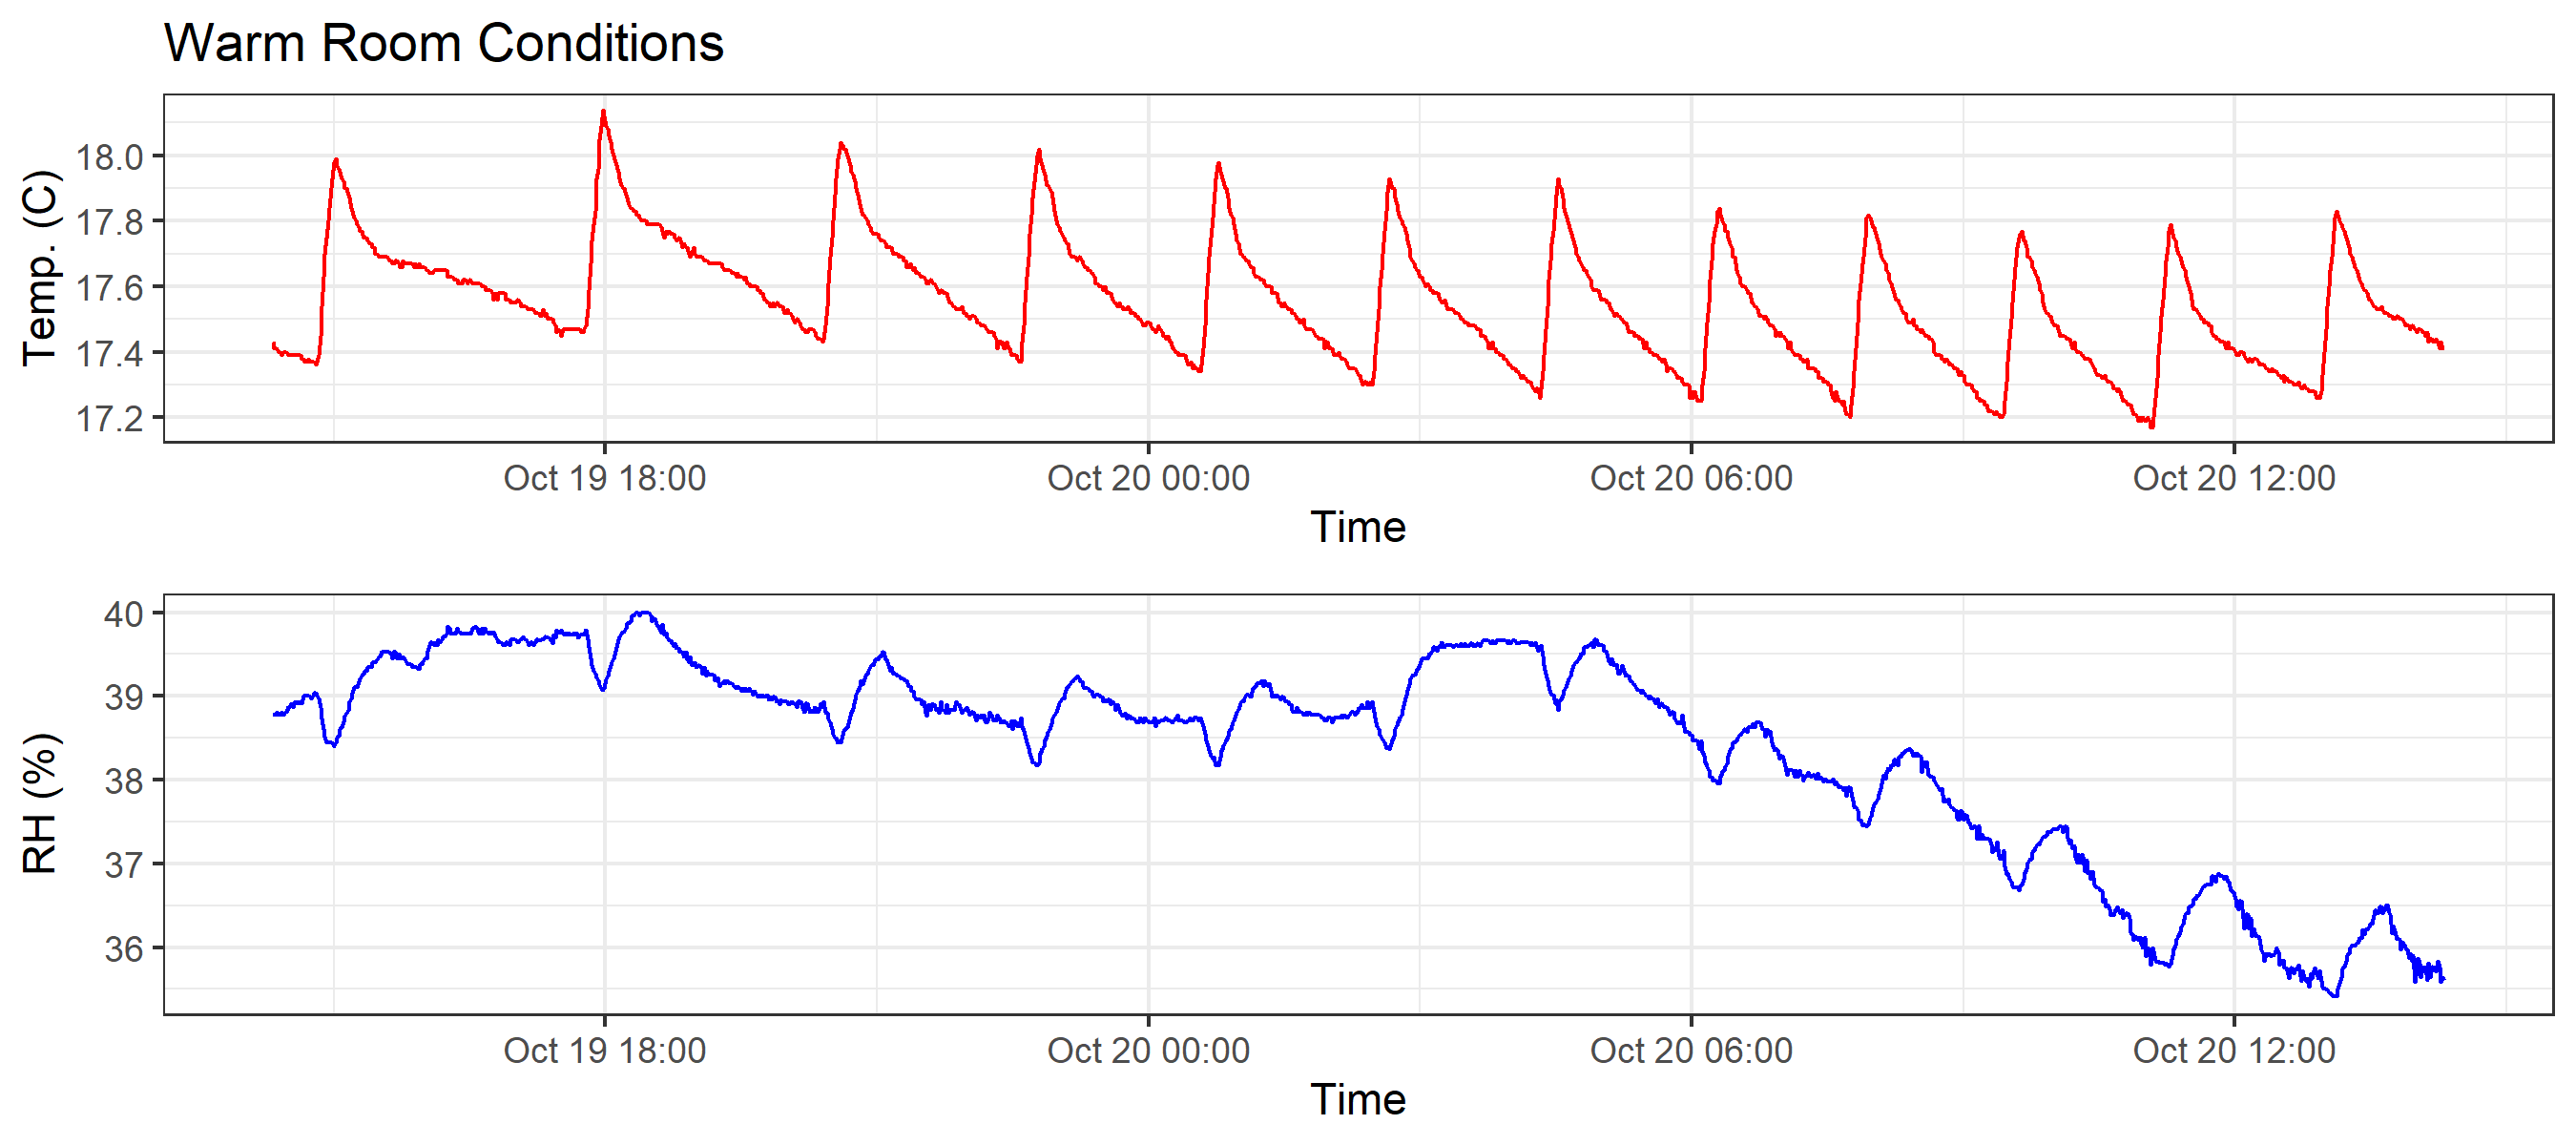 Warm Room Conditions
Temp. (C)
18.0
17.8
17.6
17.4
17.2
Oct 19 18:00 Oct 20 00:00 Oct 20 06:00 Oct 20 12:00
Time
RH (%)
40
39
38
37
36
Oct 19 18:00 Oct 20 00:00 Oct 20 06:00 Oct 20 12:00
Time